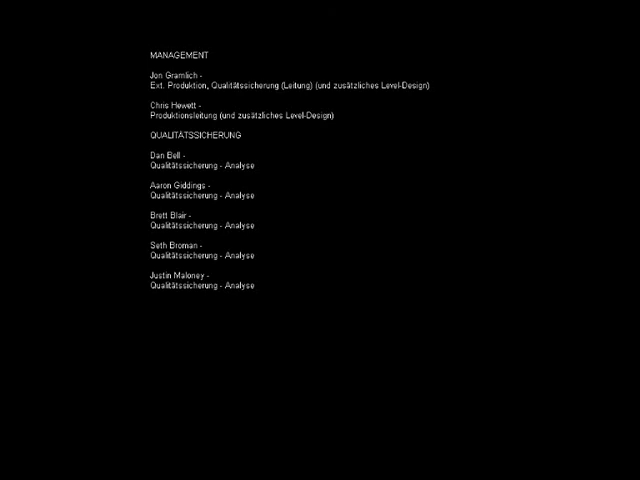 MANAGEMENT
Jon Gramlich -
Ext. Produktion, Qualitätssicherung (Leitung) (und zusätzliches Level-Design)
Chris Hewett -
Produktionsleitung (und zusätzliches Level-Design)
QUALITÄTSSICHERUNG
Dan Bell -
Qualitätssicherung - Analyse
Aaron Giddings -
Qualitätssicherung - Analyse
Brett Blair -
Qualitätssicherung - Analyse
Seth Broman -
Qualitätssicherung - Analyse
Justin Maloney -
Qualitätssicherung - Analyse